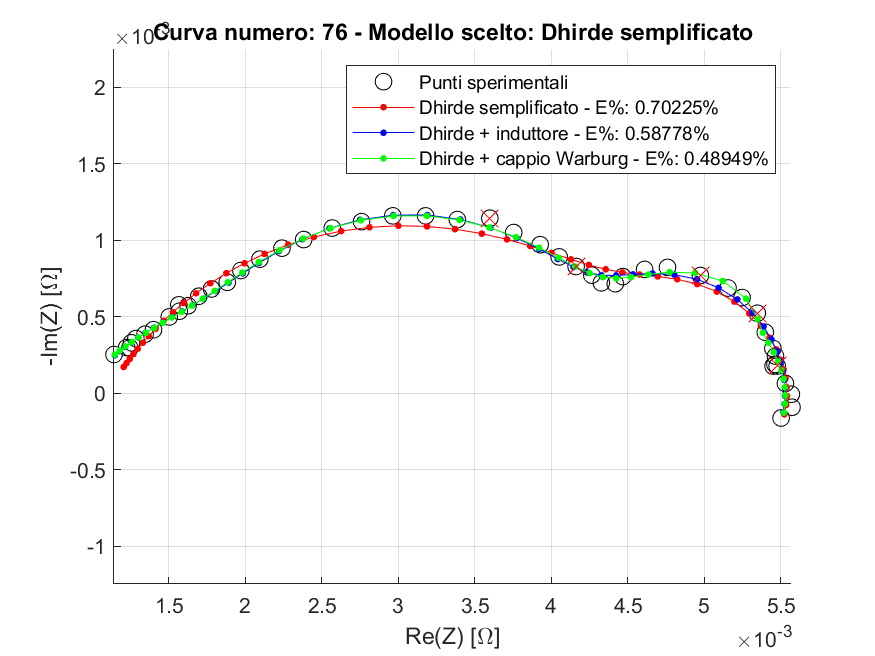 ×10⁻³
Curva numero: 76 - Modello scelto: Dhirde semplificato
Punti sperimentali
Dhirde semplificato - E%: 0.70225%
Dhirde + induttore - E%: 0.58778%
Dhirde + cappio Warburg - E%: 0.48949%
2
1.5
1
0.5
0
-0.5
-1
-Im(Z) [Ω]
1.5 2 2.5 3 3.5 4 4.5 5 5.5
Re(Z) [Ω]
×10⁻³